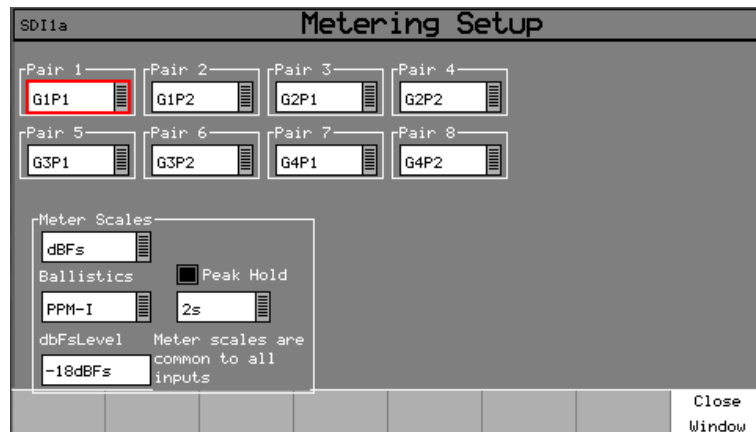 SDI1a
Metering Setup
Pair 1
Pair 2
Pair 3
Pair 4
G1P1
G1P2
G2P1
G2P2
Pair 5
Pair 6
Pair 7
Pair 8
G3P1
G3P2
G4P1
G4P2
Meter Scales
dBFs
Ballistics
Peak Hold
PPM-I
2s
dbFsLevel
-18dBFs
Meter scales are
common to all
inputs
Close
Window